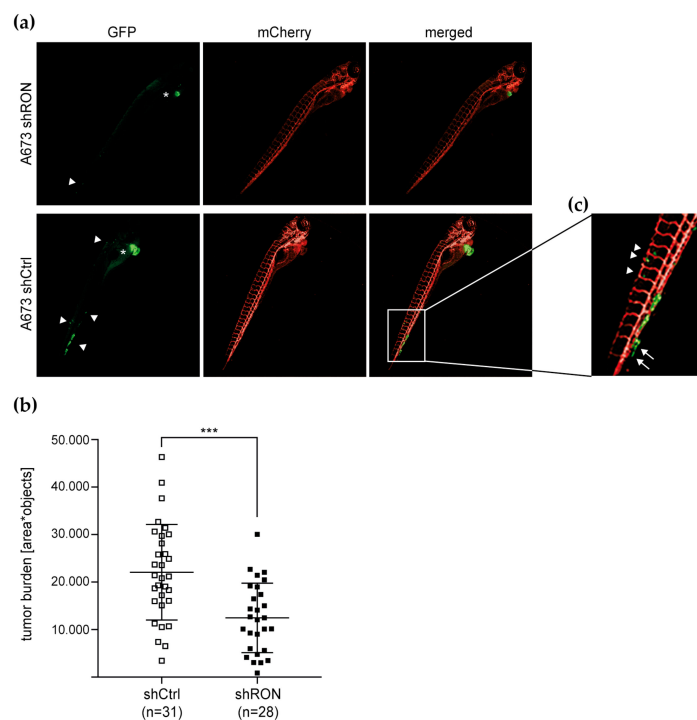 (a)
GFP mCherry merged
A673 shRON
* 
A673 shCtrl
*
(c)
(b)
***
tumor burden [area*objects]
50.000
40.000
30.000
20.000
10.000
shCtrl shRON
(n=31) (n=28)